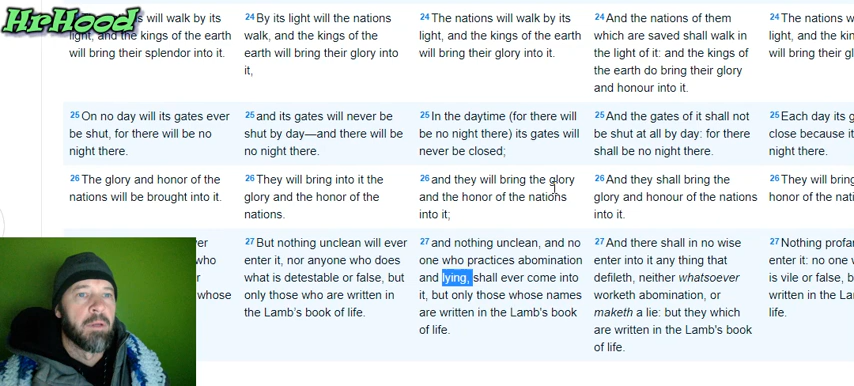 HrHood
s will walk by its
light, and the kings of the earth
will bring their splendor into it.
25 On no day will its gates ever
be shut, for there will be no
night there.
26 The glory and honor of the
nations will be brought into it.
ver
who
whose
24 By its light will the nations
walk, and the kings of the
earth will bring their glory into
it,
25 and its gates will never be
shut by day—and there will be
no night there.
26 They will bring into it the
glory and the honor of the
nations.
27 But nothing unclean will ever
enter it, nor anyone who does
what is detestable or false, but
only those who are written in
the Lamb's book of life.
24 The nations will walk by its
light, and the kings of the earth
will bring their glory into it.
25 In the daytime (for there will
be no night there) its gates will
never be closed;
26 and they will bring the glory
and the honor of the nations
into it;
27 and nothing unclean, and no
one who practices abomination
and lying, shall ever come into
it, but only those whose names
are written in the Lamb's book
of life.
24 And the nations of them
which are saved shall walk in
the light of it: and the kings of
the earth do bring their glory
and honour into it.
25 And the gates of it shall not
be shut at all by day: for there
shall be no night there.
26 And they shall bring the
glory and honour of the nations
into it.
27 And there shall in no wise
enter into it any thing that
defileth, neither whatsoever
worketh abomination, or
maketh a lie: but they which
are written in the Lamb's book
of life.
24 The nations w
light, and the kin
will bring their gl
25 Each day its g
close because it
night there.
26 They will bring
honor of the nat
27 Nothing profa
enter it: no one w
is vile or false, b
written in the La
life.